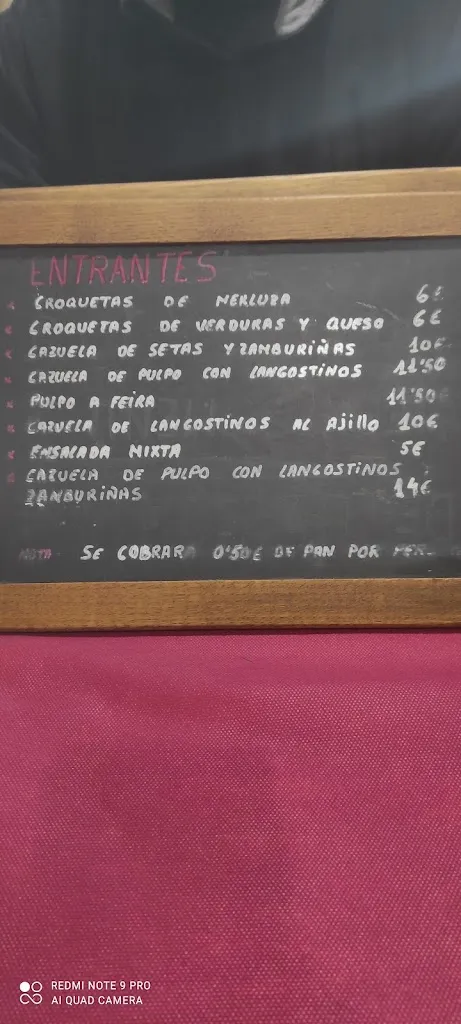 ENTRANTES
CROQUETAS DE MERLUZA 6€
CROQUETAS DE VERDURAS Y QUESO 6€
CAZUELA DE SETAS Y ZAMBURIÑAS 10€
CAZUELA DE PULPO CON LANGOSTINOS 11'50
PULPO A FEIRA 11'50€
CAZUELA DE LANGOSTINOS AL AJillO 10€
ENSALADA MIXTA 5€
CAZUELA DE PULPO CON LANGOSTINOS
ZAMBURIÑAS 14€
NOTA SE COBRARA 0'50€ DE PAN POR
REDMI NOTE 9 PRO
AI QUAD CAMERA